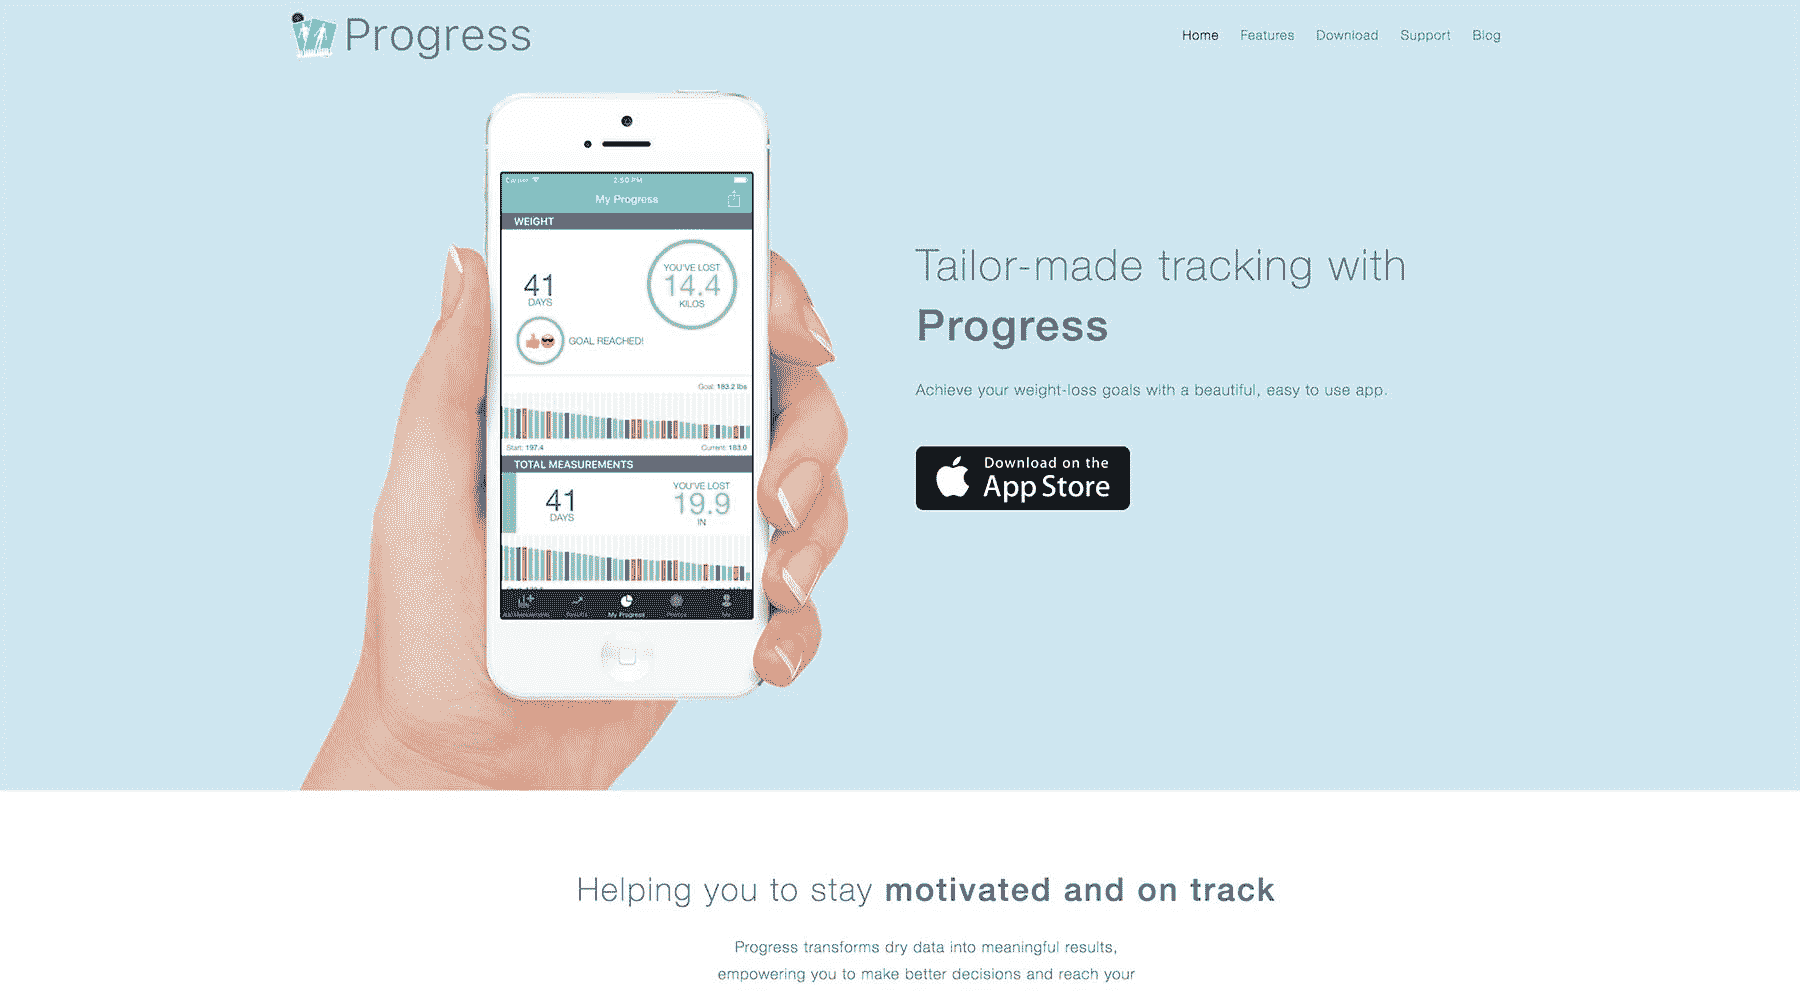 Progress
Home Features Download Support Blog
2:50 PM
My Progress
WEIGHT
41
DAYS
YOU'VE LOST
14.4
KILOS
GOAL REACHED!
Goal: 183.2 lbs
Start: 197.4 Current: 183.0
TOTAL MEASUREMENTS
41
DAYS
YOU'VE LOST
19.9
IN
My Progress
Tailor-made tracking with
Progress
Achieve your weight-loss goals with a beautiful, easy to use app.
Download on the
App Store
Helping you to stay motivated and on track
Progress transforms dry data into meaningful results,
empowering you to make better decisions and reach your